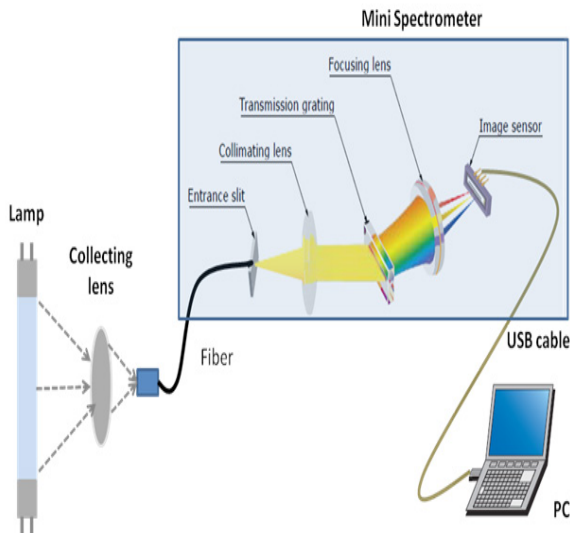 Mini Spectrometer
Focusing lens
Transmission grating
Image sensor
Collimating lens
Entrance slit
Lamp
Collecting
lens
Fiber
USB cable
PC